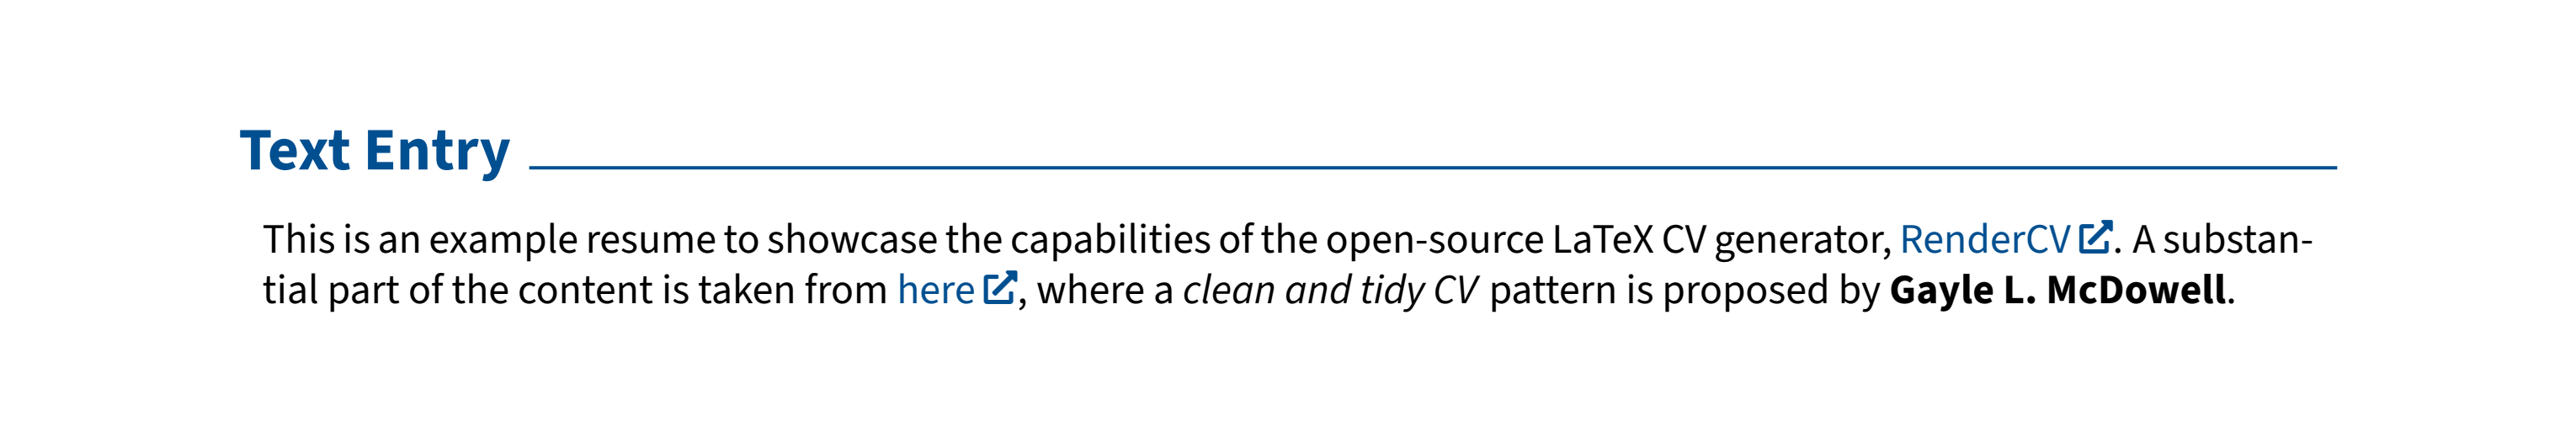 Text Entry
This is an example resume to showcase the capabilities of the open-source LaTeX CV generator, RenderCV. A substan-
tial part of the content is taken from here, where a clean and tidy CV pattern is proposed by Gayle L. McDowell.